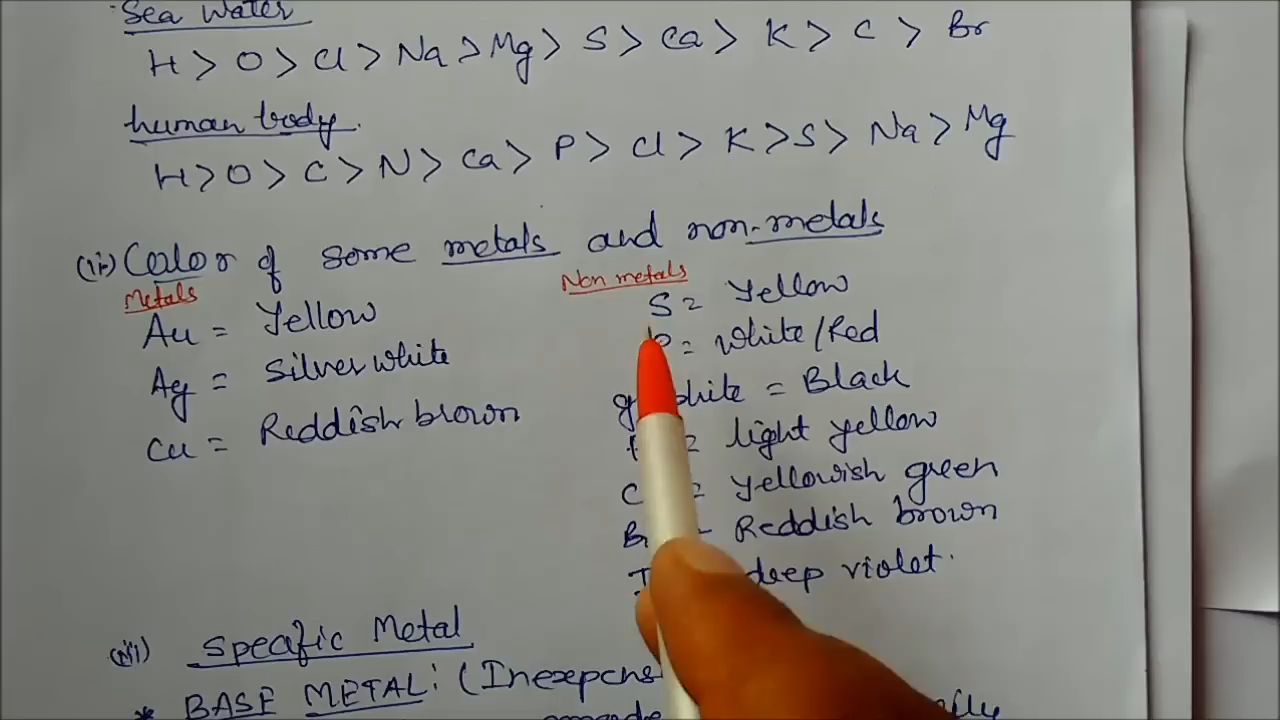 Sea Water
H > O > Cl > Na > Mg > S > Ca > K > C > Br
human body.
H > O > C > N > Ca > P > Cl > K > S > Na > Mg
(ii) Color of some metals and non-metals
Metals
Au = Yellow
Ag = Silver white
Cu = Reddish brown
Non metals
S = Yellow
P = White/Red
= Black
= light yellow
= Yellowish green
= Reddish brown
deep violet.
(iii) Specific Metal
* BASE METAL: (